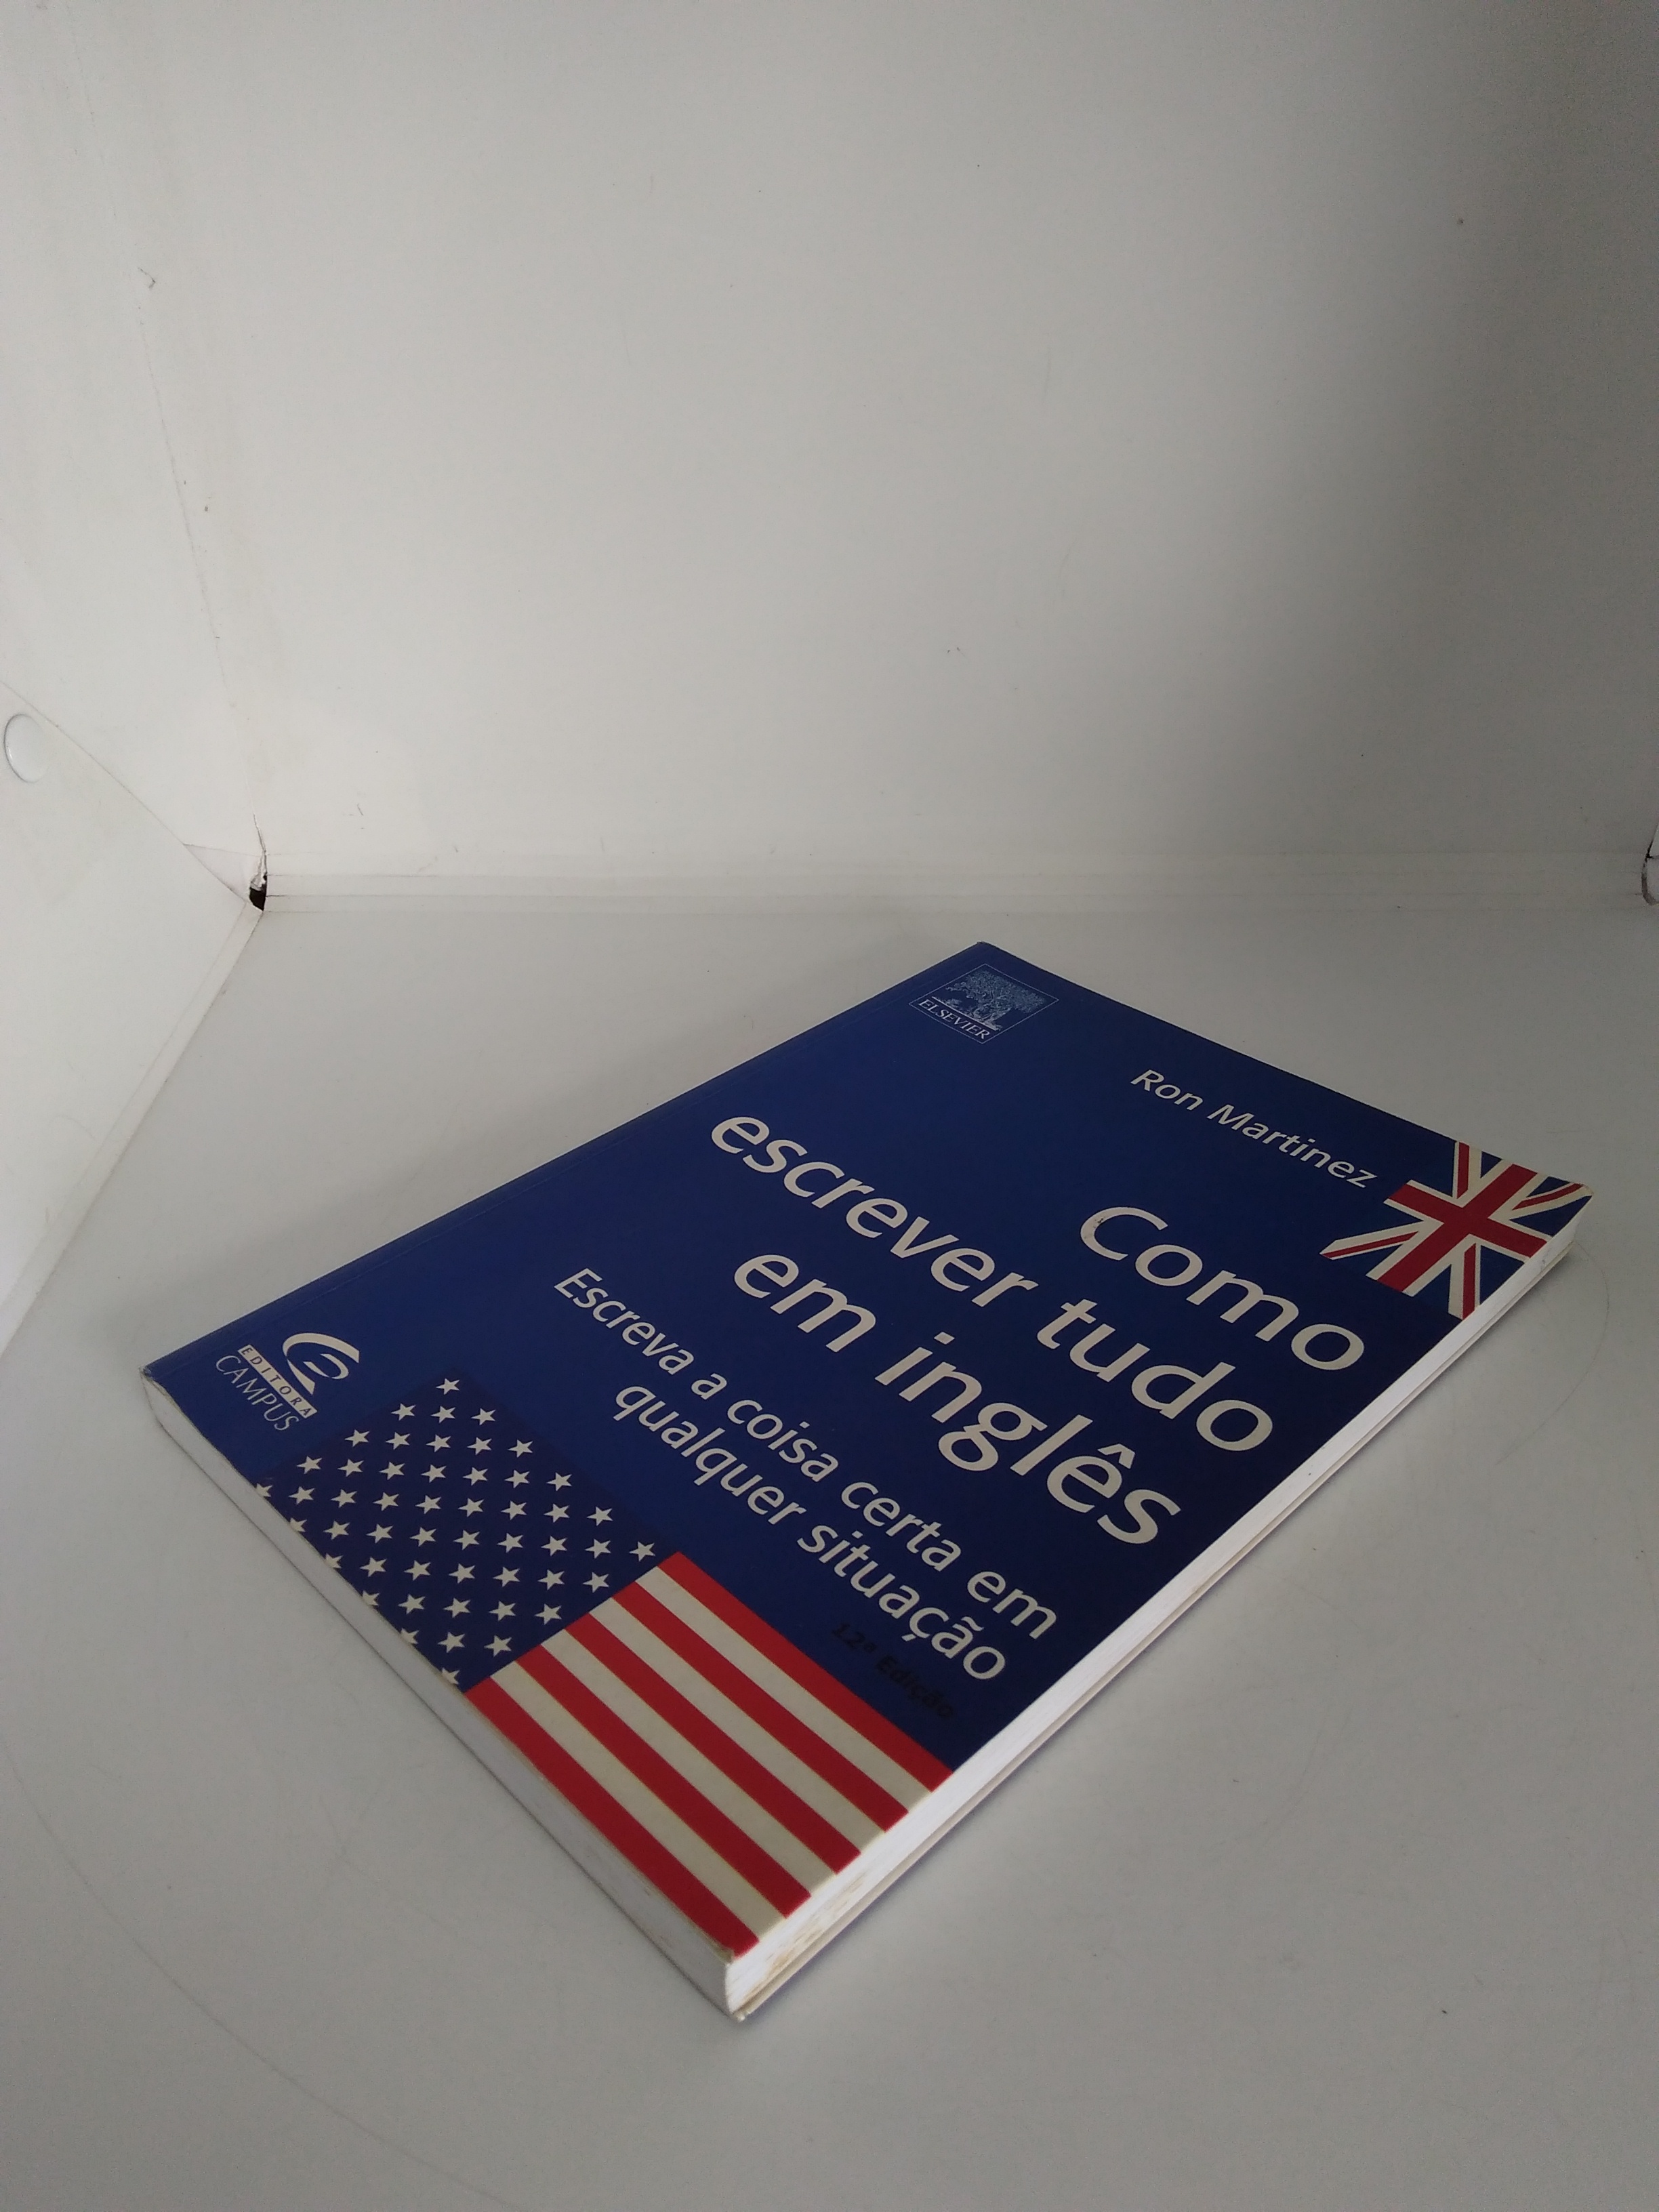 ELSEVIER
Ron Martinez
Como
escrever tudo
em inglês
Escreva a coisa certa em
qualquer situação
12ª Edição
EDITORA
CAMPUS